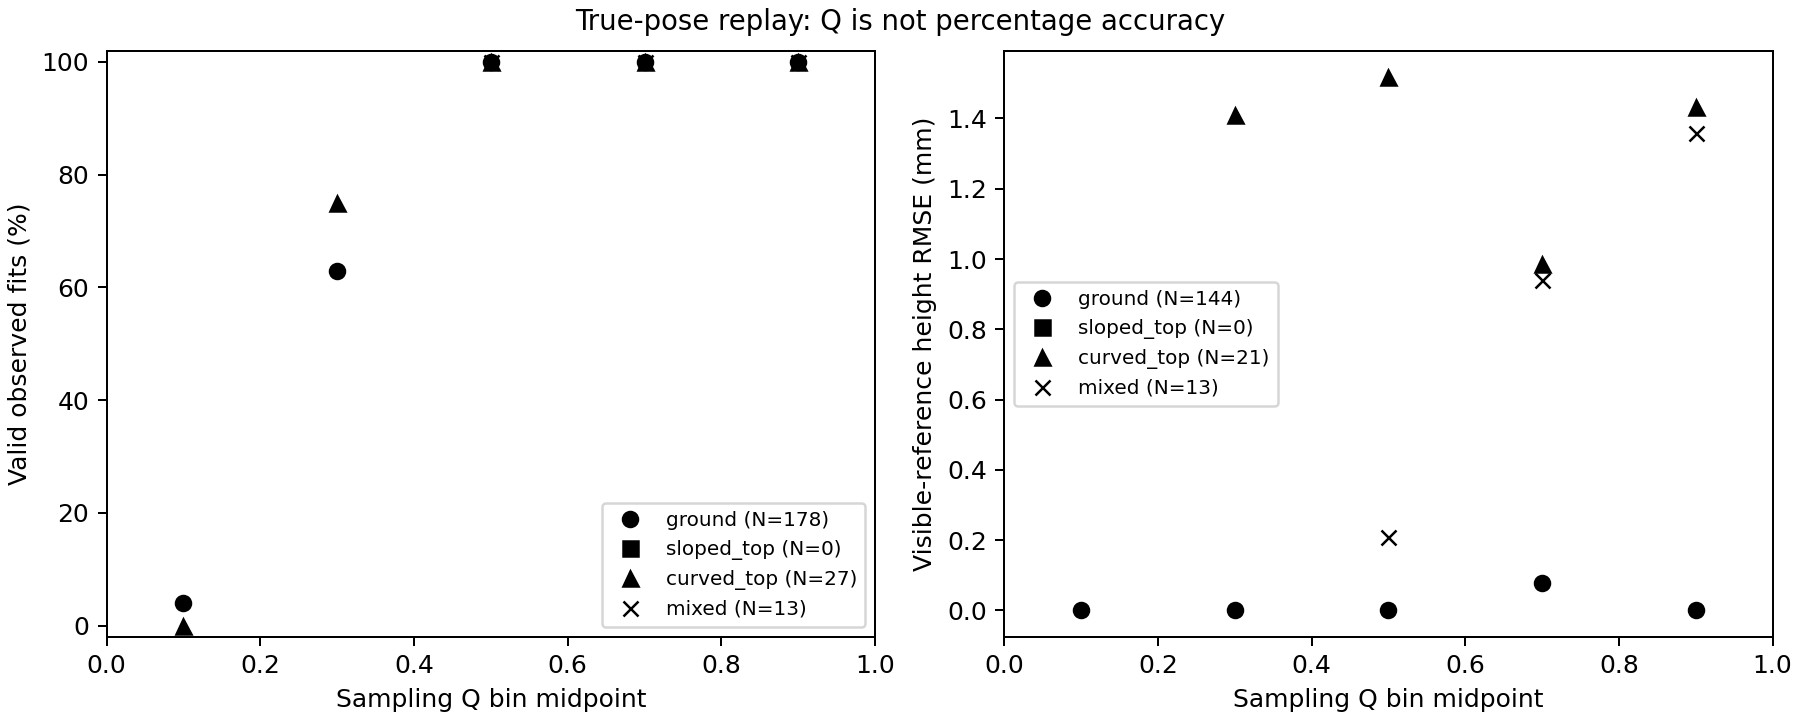 True-pose replay: Q is not percentage accuracy
Valid observed fits (%)
100
80
60
40
20
0
0.0 0.2 0.4 0.6 0.8 1.0
Sampling Q bin midpoint
ground (N=178)
sloped_top (N=0)
curved_top (N=27)
mixed (N=13)
Visible-reference height RMSE (mm)
1.4
1.2
1.0
0.8
0.6
0.4
0.2
0.0
0.0 0.2 0.4 0.6 0.8 1.0
Sampling Q bin midpoint
ground (N=144)
sloped_top (N=0)
curved_top (N=21)
mixed (N=13)